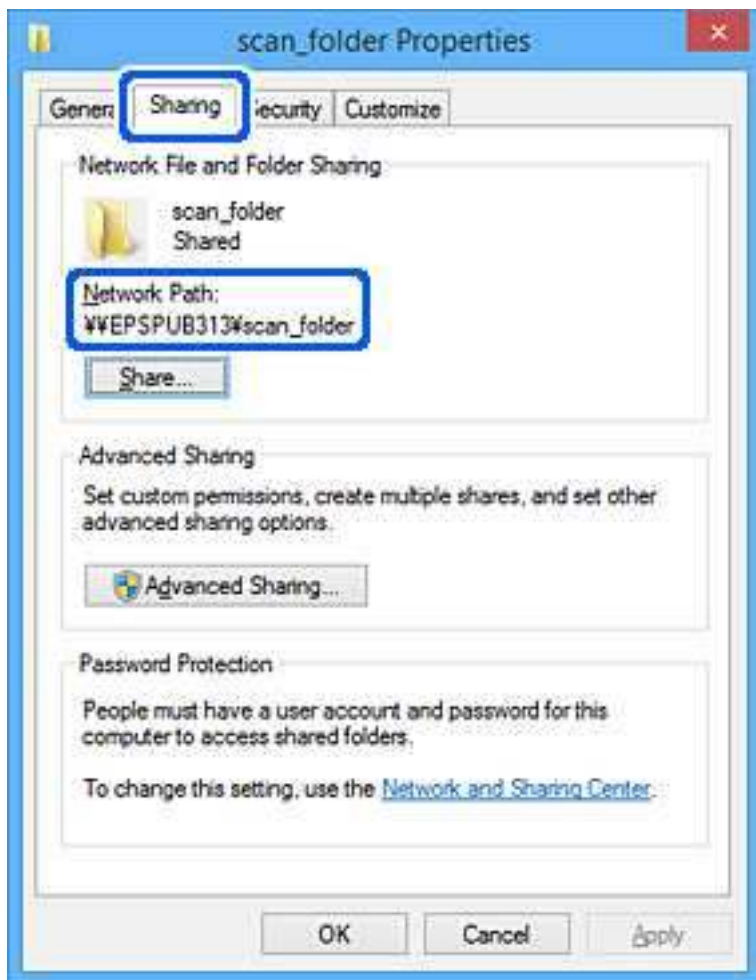 scan_folder Properties
General Sharing Security Customize
Network File and Folder Sharing
scan_folder
Shared
Network Path:
¥¥EPSPUB313¥scan_folder
Share...
Advanced Sharing
Set custom permissions, create multiple shares, and set other
advanced sharing options.
Advanced Sharing...
Password Protection
People must have a user account and password for this
computer to access shared folders.
To change this setting, use the Network and Sharing Center.
OK Cancel Apply